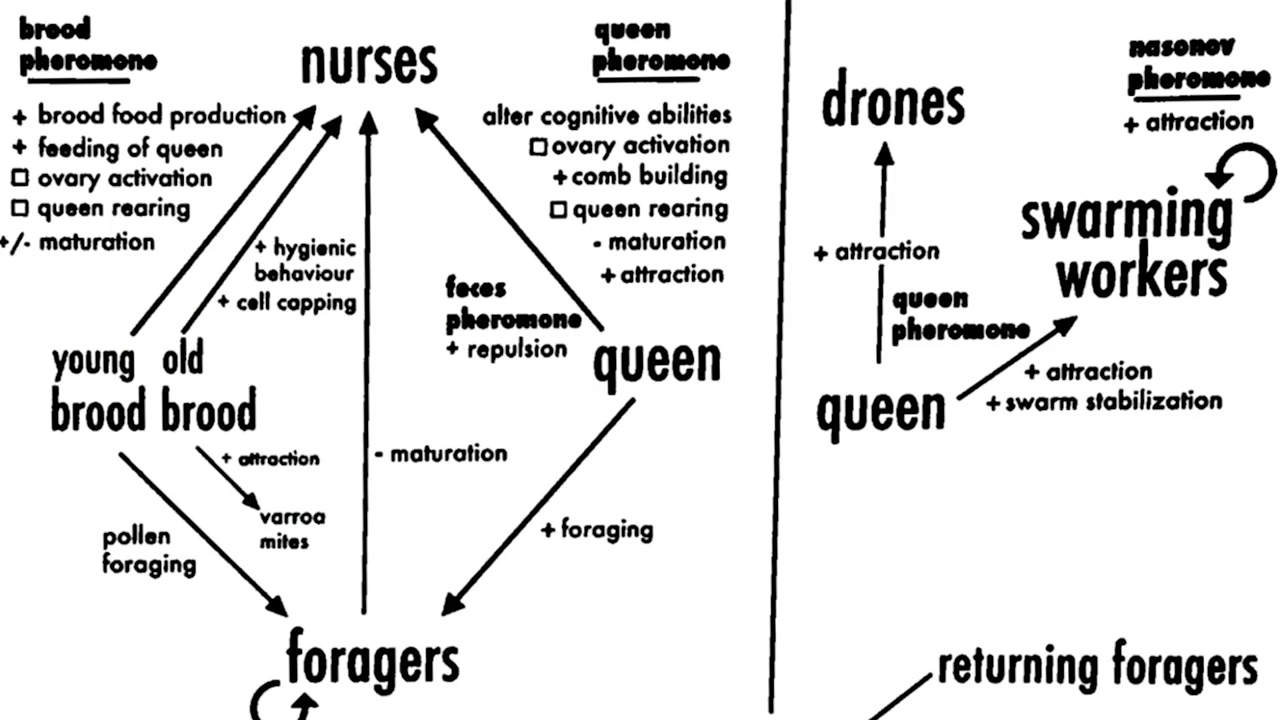 brood
pheromone
nurses
queen
pheromone
+ brood food production
+ feeding of queen
□ ovary activation
□ queen rearing
+/- maturation
alter cognitive abilities
□ ovary activation
+ comb building
□ queen rearing
- maturation
+ attraction
+ hygienic
behaviour
+ cell capping
feces
pheromone
+ repulsion
young old
brood brood
queen
+ attraction
varroa
mites
- maturation
pollen
foraging
+ foraging
foragers
drones
nasonov
pheromone
+ attraction
swarming
workers
+ attraction
queen
pheromone
+ attraction
+ swarm stabilization
queen
returning foragers